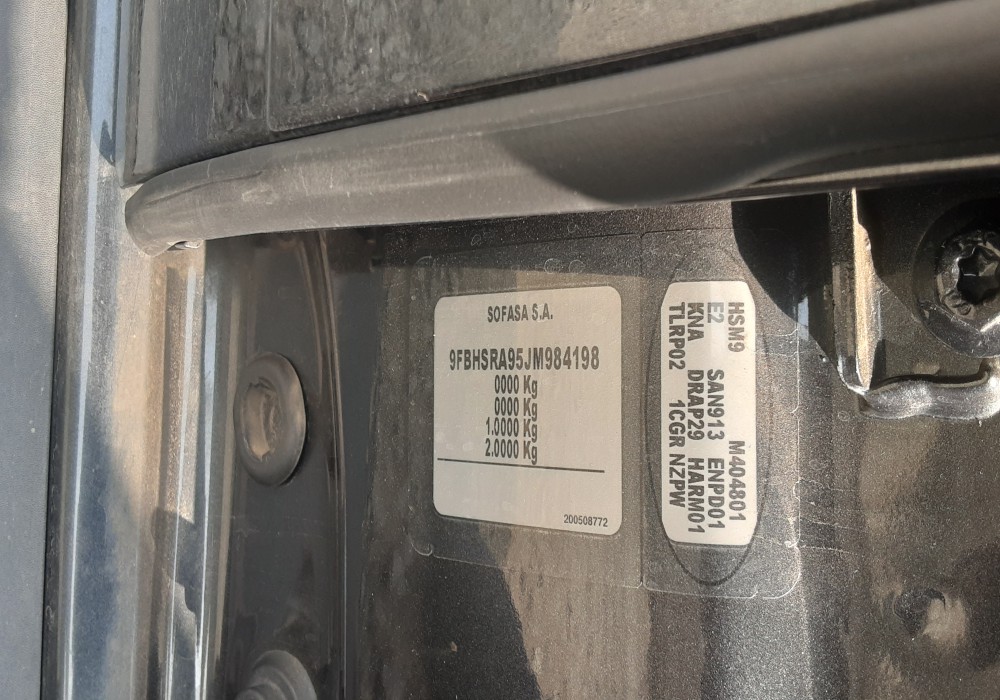 SOFASA S.A.
9FBHSRA95JM984198
0000 Kg
0000 Kg
1.0000 Kg
2.0000 Kg
200508772
HSM9 M404801
E2 SAN913 ENPD01
KNA DRAP29 HARM01
TLRP02 1CGR NZPW